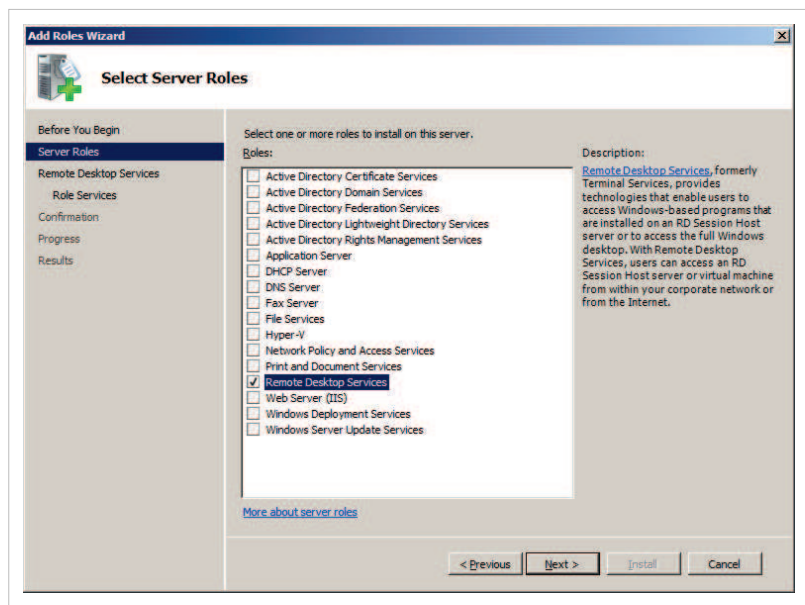 Add Roles Wizard
Select Server Roles
Before You Begin
Server Roles
Remote Desktop Services
Role Services
Confirmation
Progress
Results
Select one or more roles to install on this server.
Roles:
Active Directory Certificate Services
Active Directory Domain Services
Active Directory Federation Services
Active Directory Lightweight Directory Services
Active Directory Rights Management Services
Application Server
DHCP Server
DNS Server
Fax Server
File Services
Hyper-V
Network Policy and Access Services
Print and Document Services
Remote Desktop Services
Web Server (IIS)
Windows Deployment Services
Windows Server Update Services
More about server roles
Description:
Remote Desktop Services, formerly
Terminal Services, provides
technologies that enable users to
access Windows-based programs that
are installed on an RD Session Host
server or to access the full Windows
desktop. With Remote Desktop
Services, users can access an RD
Session Host server or virtual machine
from within your corporate network or
from the Internet.
< Previous
Next >
Install
Cancel